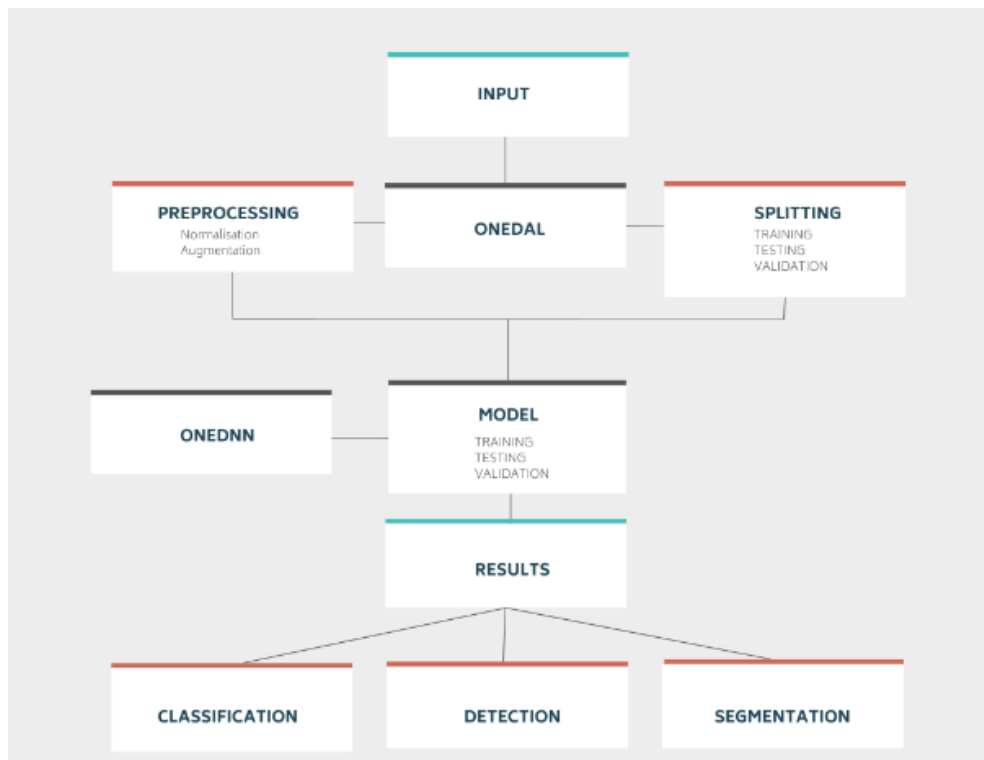 INPUT
PREPROCESSING
Normalisation
Augmentation
ONEDAL
SPLITTING
TRAINING
TESTING
VALIDATION
ONEDNN
MODEL
TRAINING
TESTING
VALIDATION
RESULTS
CLASSIFICATION
DETECTION
SEGMENTATION